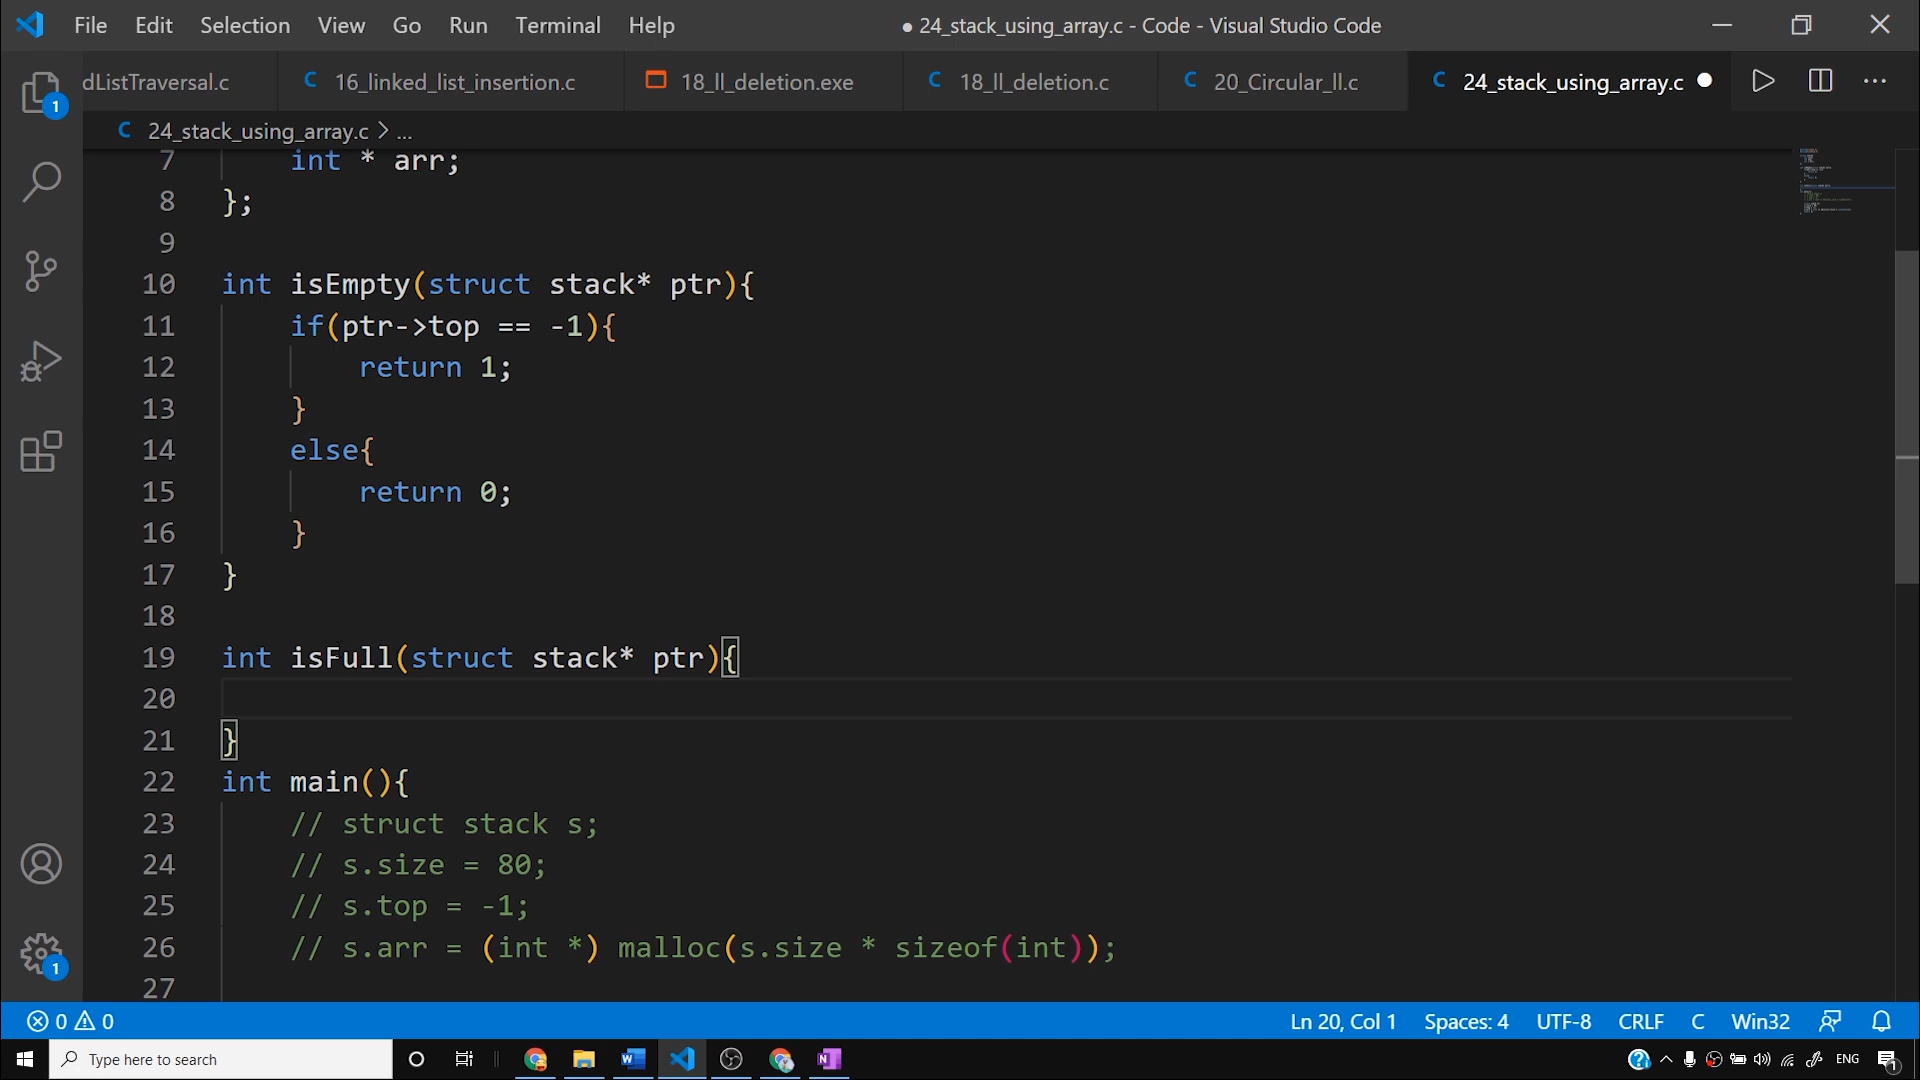 File Edit Selection View Go Run Terminal Help ● 24_stack_using_array.c - Code - Visual Studio Code
dListTraversal.c C 16_linked_list_insertion.c 18_ll_deletion.exe C 18_ll_deletion.c C 20_Circular_ll.c C 24_stack_using_array.c
C 24_stack_using_array.c > ...
7 int * arr;
8 };
9
10 int isEmpty(struct stack* ptr){
11 if(ptr->top == -1){
12 return 1;
13 }
14 else{
15 return 0;
16 }
17 }
18
19 int isFull(struct stack* ptr){
20
21 }
22 int main(){
23 // struct stack s;
24 // s.size = 80;
25 // s.top = -1;
26 // s.arr = (int *) malloc(s.size * sizeof(int));
27
1
1
0 0 Ln 20, Col 1 Spaces: 4 UTF-8 CRLF C Win32
Type here to search ENG 1